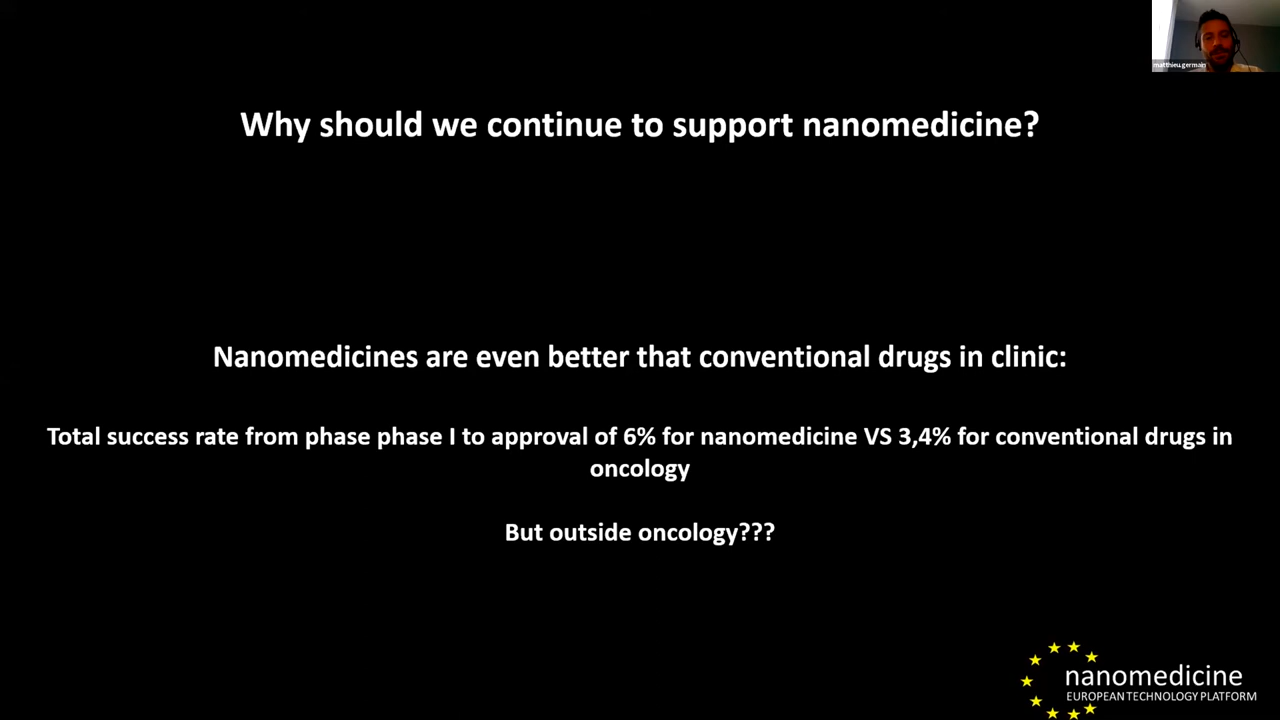 matthieu.germain
Why should we continue to support nanomedicine?
Nanomedicines are even better that conventional drugs in clinic:
Total success rate from phase phase I to approval of 6% for nanomedicine VS 3,4% for conventional drugs in
oncology
But outside oncology???
nanomedicine
EUROPEAN TECHNOLOGY PLATFORM